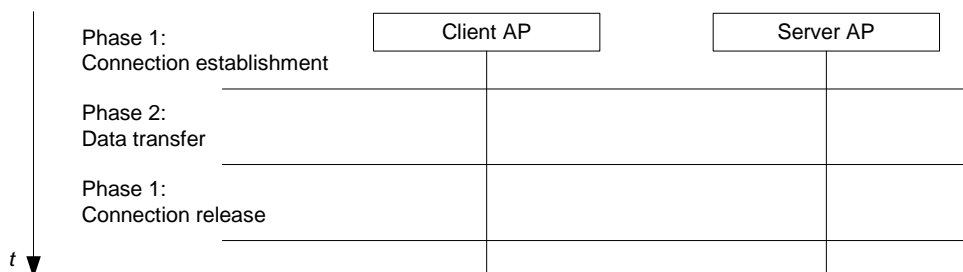 Phase 1:
Connection establishment
Client AP
Server AP
Phase 2:
Data transfer
Phase 1:
Connection release
t